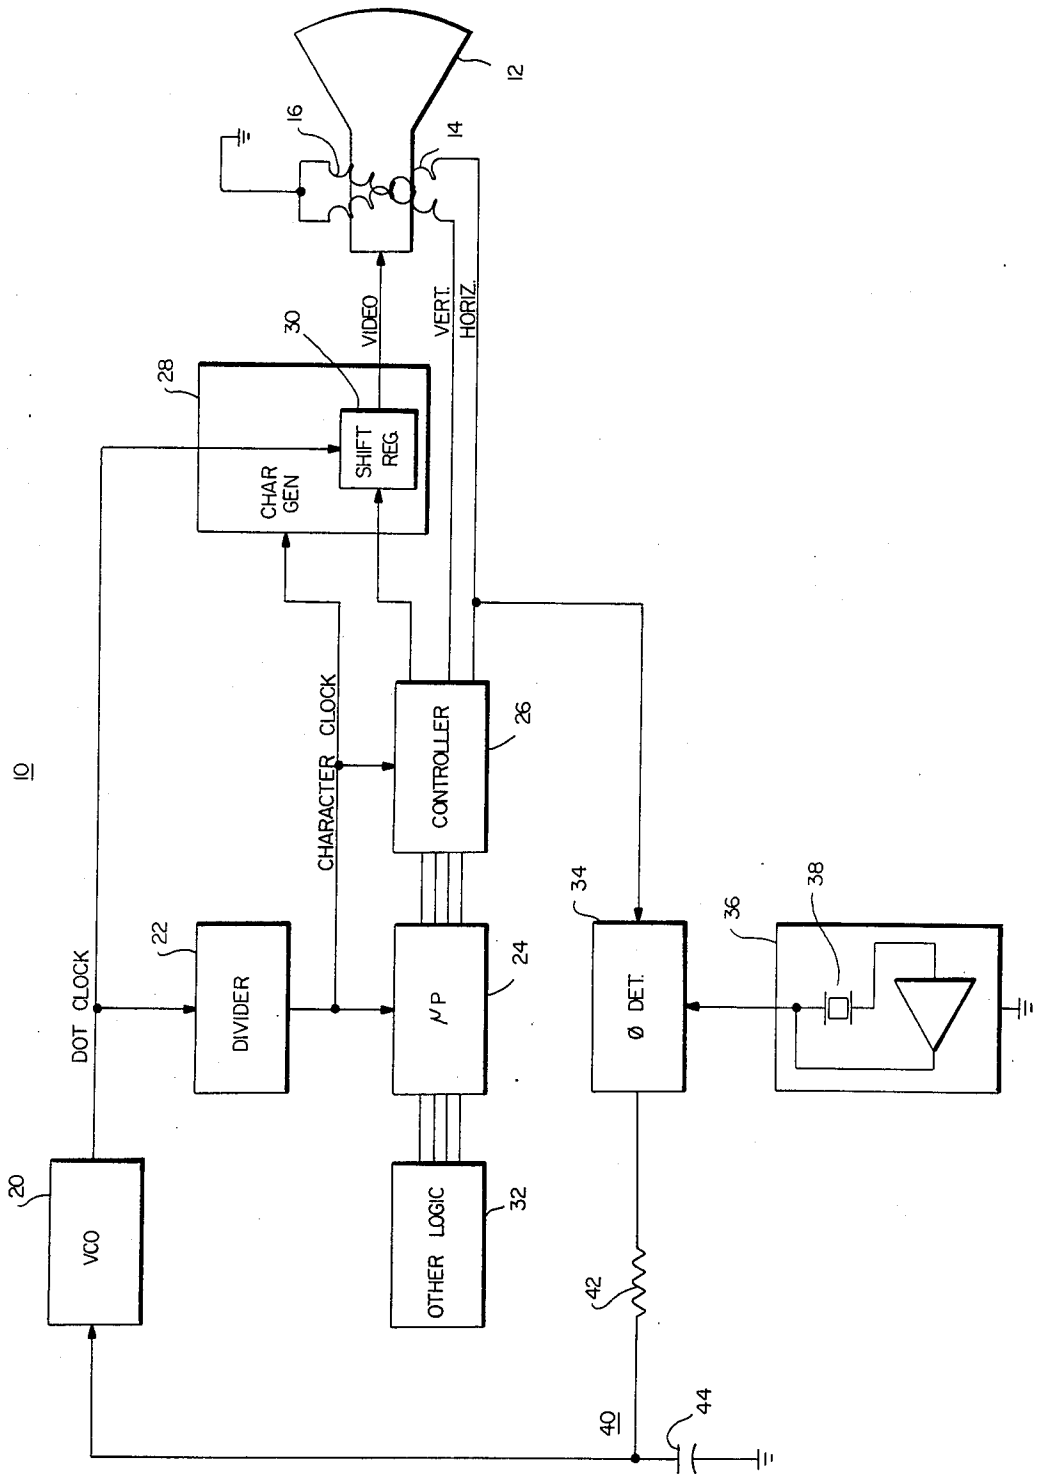 10
12
16
14
VIDEO
VERT.
HORIZ.
28
30
CHAR
GEN
SHIFT
REG.
DOT CLOCK
CHARACTER CLOCK
CONTROLLER
26
22
DIVIDER
μP
24
20
VCO
OTHER LOGIC
32
34
Ø DET.
36
38
42
40
44